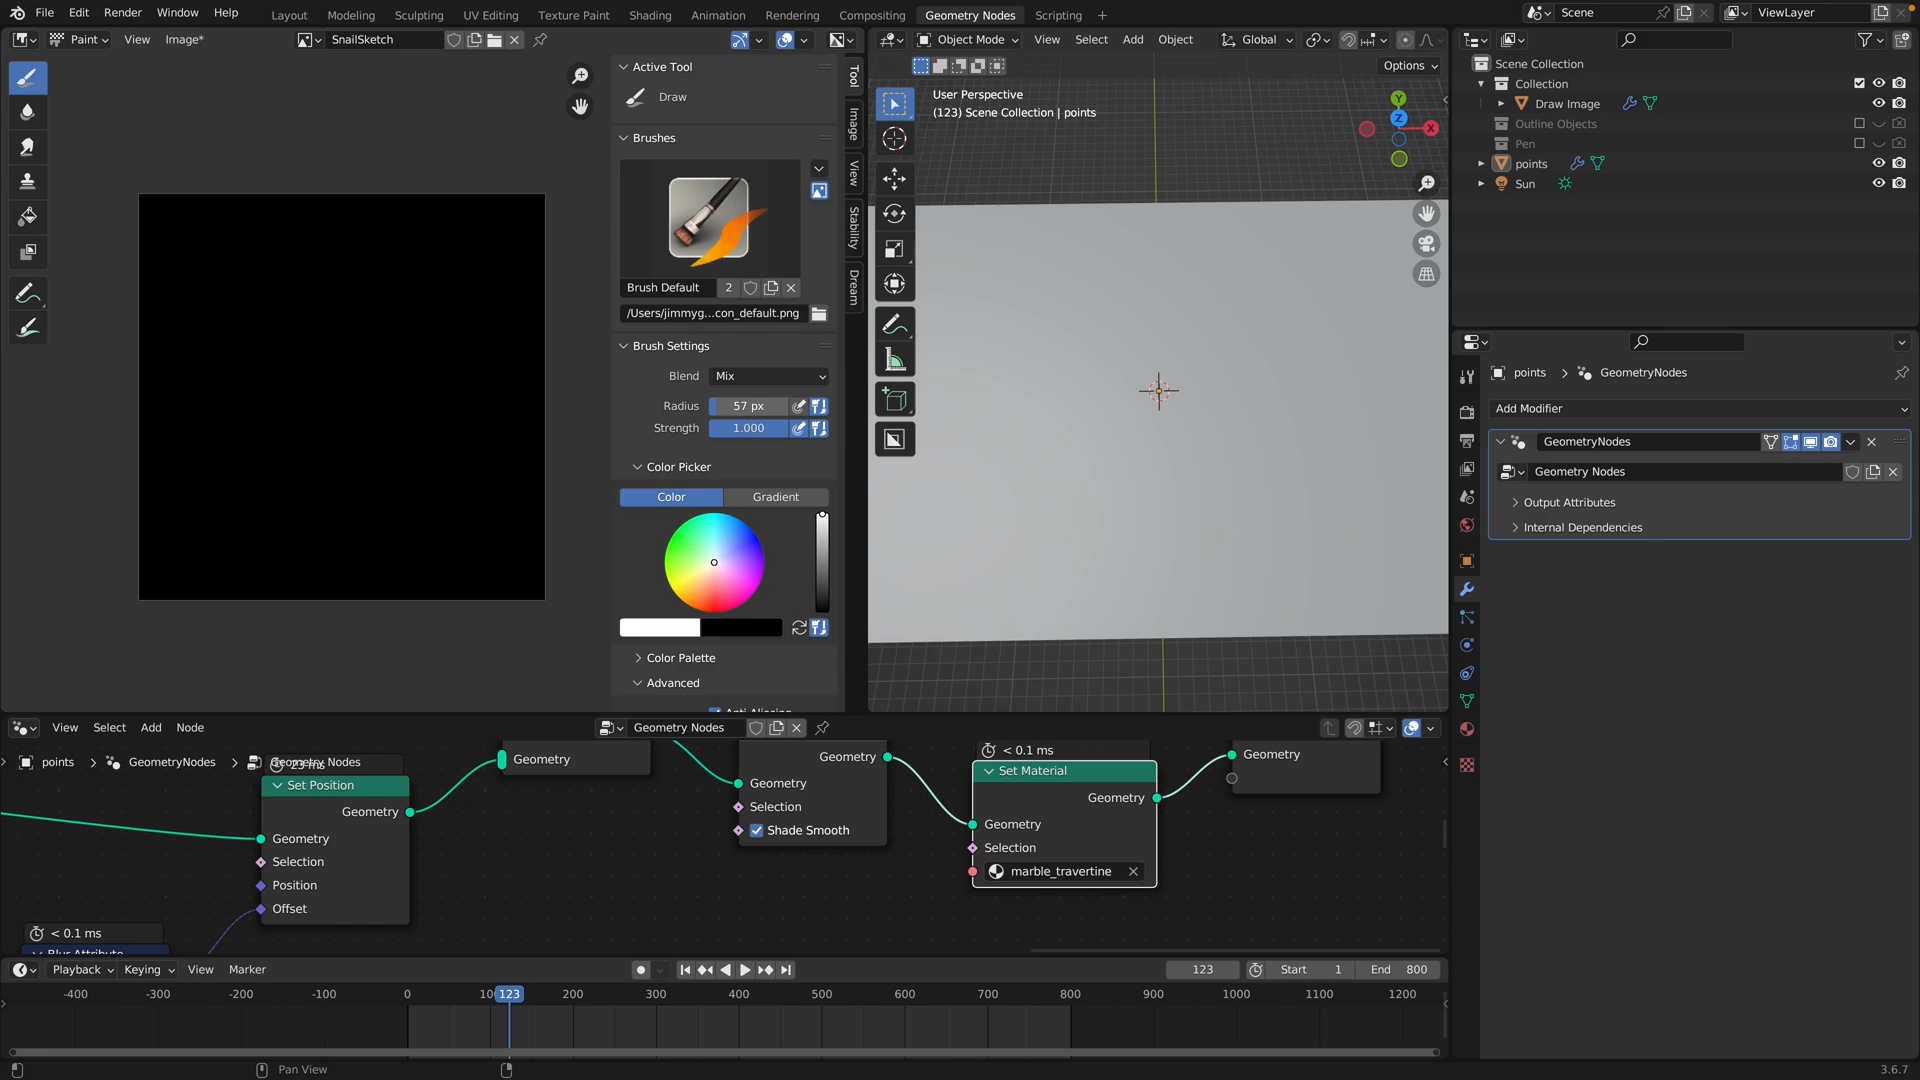 File Edit Render Window Help
Layout Modeling Sculpting UV Editing Texture Paint Shading Animation Rendering Compositing Geometry Nodes Scripting
Scene
ViewLayer
Paint View Image*
SnailSketch
Active Tool
Draw
Brushes
Brush Default 2
/Users/jimmyg...con_default.png
Brush Settings
Blend Mix
Radius 57 px
Strength 1.000
Color Picker
Color Gradient
Color Palette
Advanced
Tool
Image
View
Stability
Dream
Object Mode View Select Add Object Global
Options
User Perspective
(123) Scene Collection | points
Y
Z
X
Scene Collection
Collection
Draw Image
Outline Objects
Pen
points
Sun
points > GeometryNodes
Add Modifier
GeometryNodes
Geometry Nodes
Output Attributes
Internal Dependencies
View Select Add Node
Geometry Nodes
points > GeometryNodes > Geometry Nodes
Set Position
Geometry
Geometry
Selection
Position
Offset
< 0.1 ms
Geometry
Geometry
Geometry
Selection
Shade Smooth
< 0.1 ms
Set Material
Geometry
Geometry
Selection
marble_travertine
Geometry
Playback Keying View Marker
123 Start 1 End 800
-400 -300 -200 -100 0 123 200 300 400 500 600 700 800 900 1000 1100 1200
Pan View
3.6.7